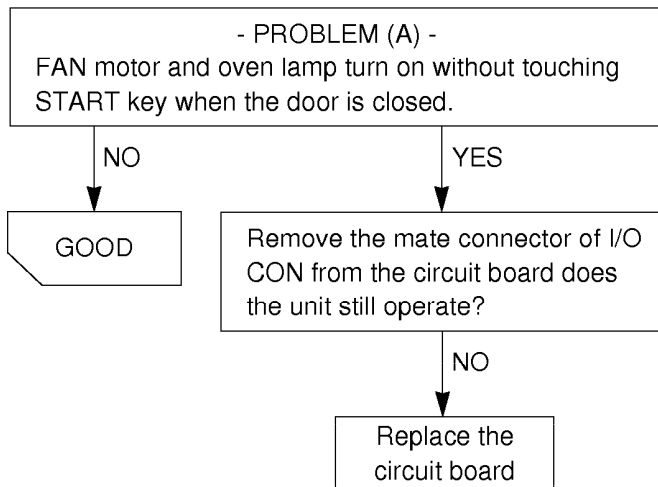 - PROBLEM (A) -
FAN motor and oven lamp turn on without touching
START key when the door is closed.
NO
YES
GOOD
Remove the mate connector of I/O
CON from the circuit board does
the unit still operate?
NO
Replace the
circuit board